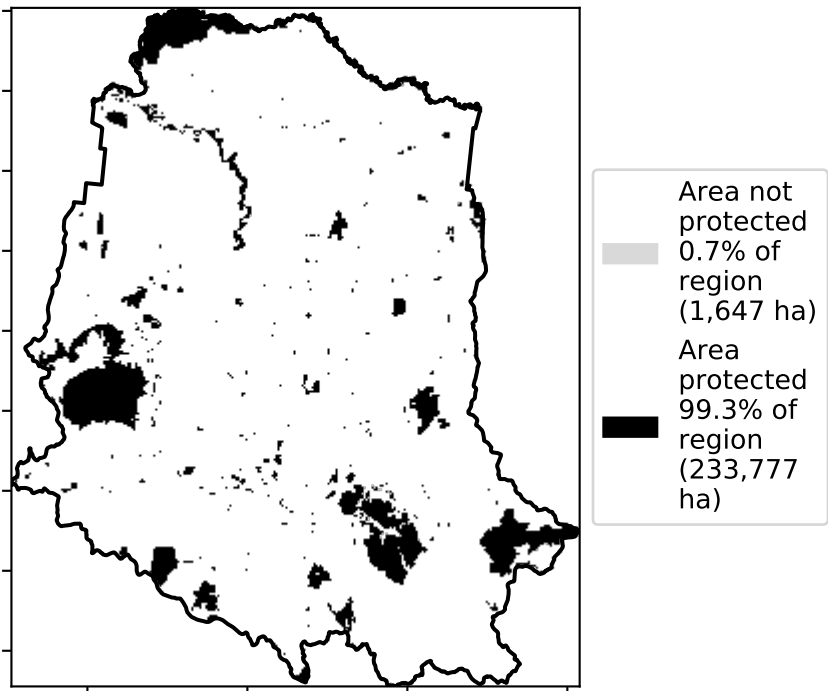 Area not
protected
0.7% of
region
(1,647 ha)
Area
protected
99.3% of
region
(233,777
ha)